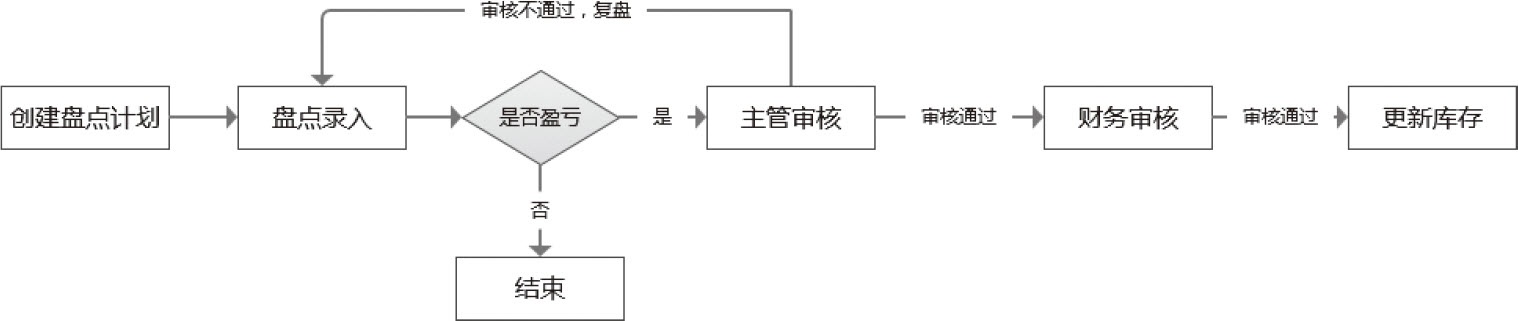 审核不通过，复盘
创建盘点计划
盘点录入
是否盈亏
是
主管审核
审核通过
财务审核
审核通过
更新库存
否
结束